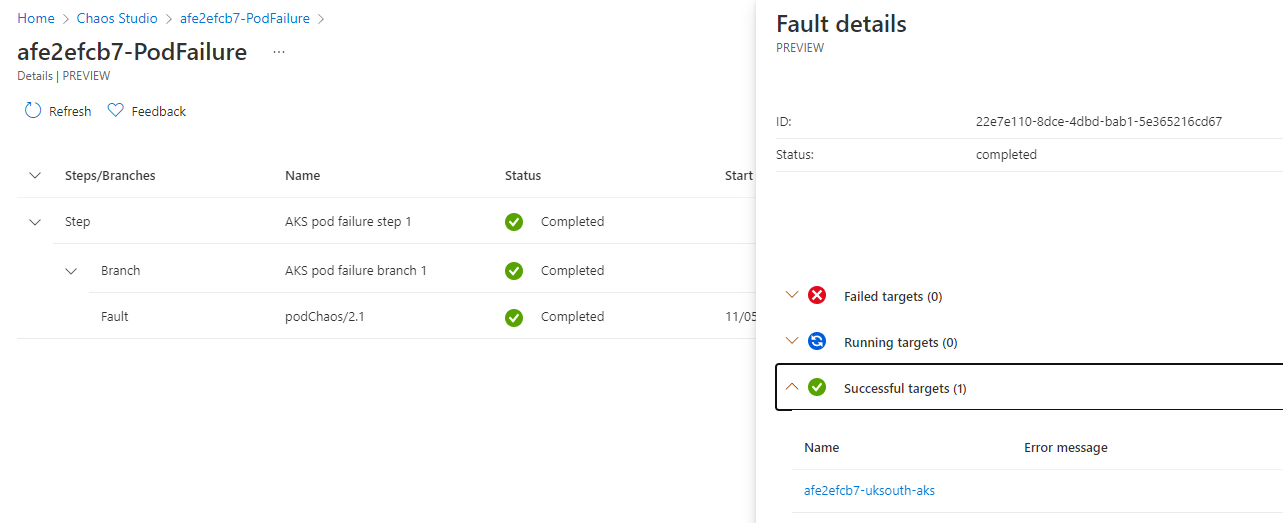 Home > Chaos Studio > afe2efcb7-PodFailure >
afe2efcb7-PodFailure ...
Details | PREVIEW
Refresh Feedback
Steps/Branches Name Status Start
Step AKS pod failure step 1 Completed
Branch AKS pod failure branch 1 Completed
Fault podChaos/2.1 Completed 11/05
Fault details
PREVIEW
ID: 22e7e110-8dce-4dbd-bab1-5e365216cd67
Status: completed
Failed targets (0)
Running targets (0)
Successful targets (1)
Name Error message
afe2efcb7-uksouth-aks